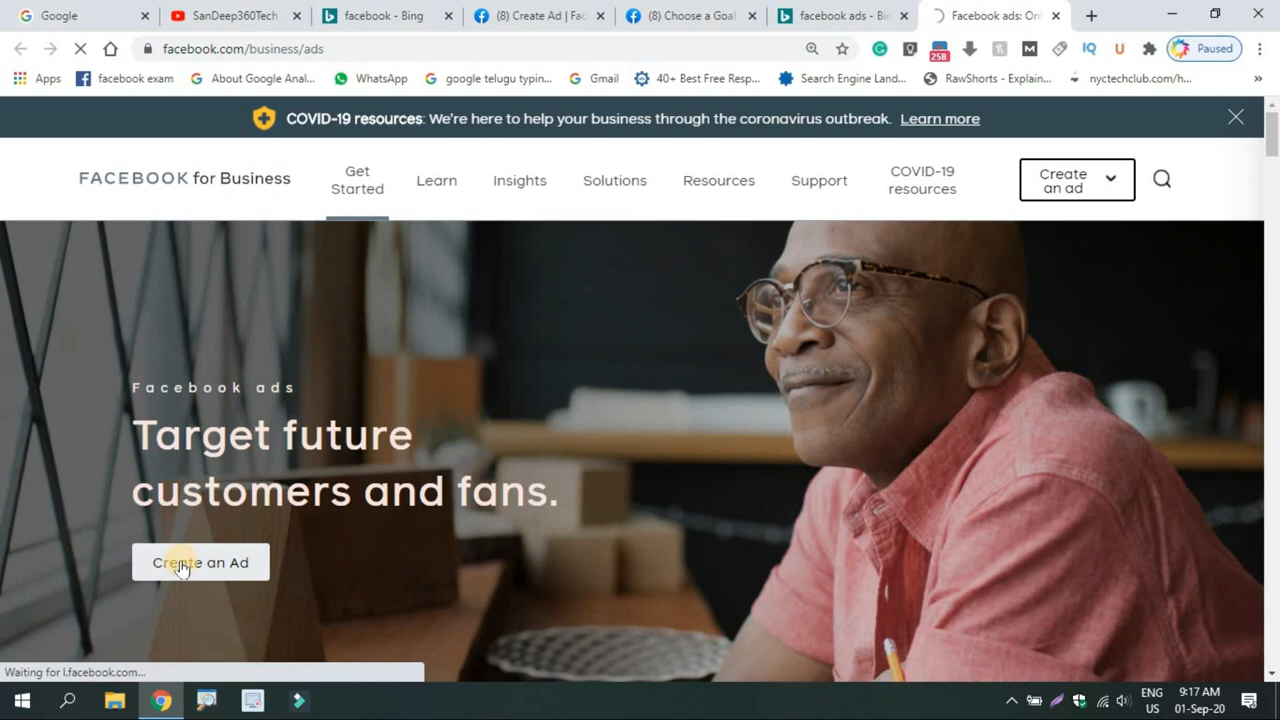 Google
SanDeep360Tech
facebook - Bing
(8) Create Ad | Fac
(8) Choose a Goal
facebook ads - Bin
Facebook ads: Onl
facebook.com/business/ads
25B
M
IQ
U
Paused
Apps
facebook exam
About Google Anal...
WhatsApp
google telugu typin...
Gmail
40+ Best Free Resp...
Search Engine Land...
RawShorts - Explain...
nyctechclub.com/h...
COVID-19 resources: We're here to help your business through the coronavirus outbreak. Learn more
FACEBOOK for Business
Get
Started
Learn
Insights
Solutions
Resources
Support
COVID-19
resources
Create
an ad
Facebook ads
Target future
customers and fans.
Create an Ad
Waiting for l.facebook.com...
ENG
US
9:17 AM
01-Sep-20